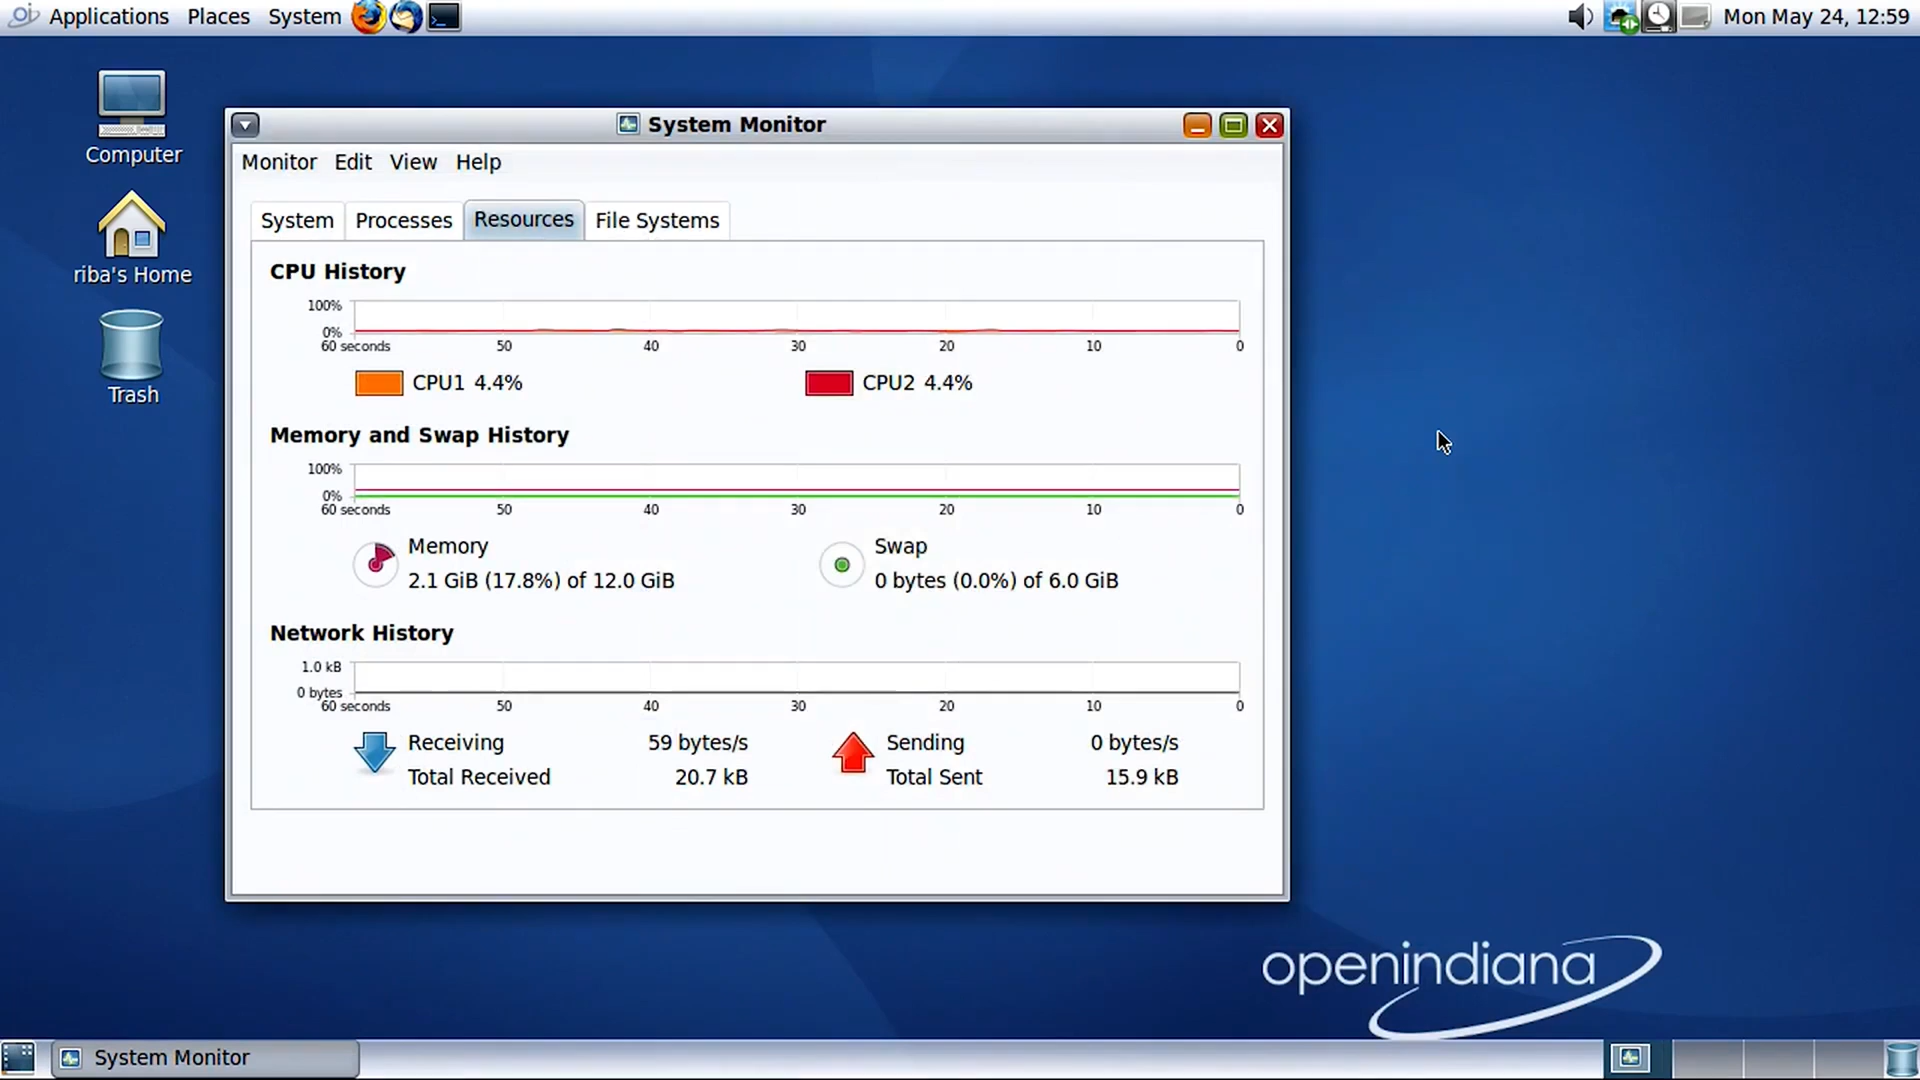 Applications Places System Mon May 24, 12:59
Computer
riba's Home
Trash
System Monitor
Monitor Edit View Help
System Processes Resources File Systems
CPU History
100%
0%
60 seconds 50 40 30 20 10 0
CPU1 4.4% CPU2 4.4%
Memory and Swap History
100%
0%
60 seconds 50 40 30 20 10 0
Memory Swap
2.1 GiB (17.8%) of 12.0 GiB 0 bytes (0.0%) of 6.0 GiB
Network History
1.0 kB
0 bytes
60 seconds 50 40 30 20 10 0
Receiving 59 bytes/s Sending 0 bytes/s
Total Received 20.7 kB Total Sent 15.9 kB
openindiana
System Monitor